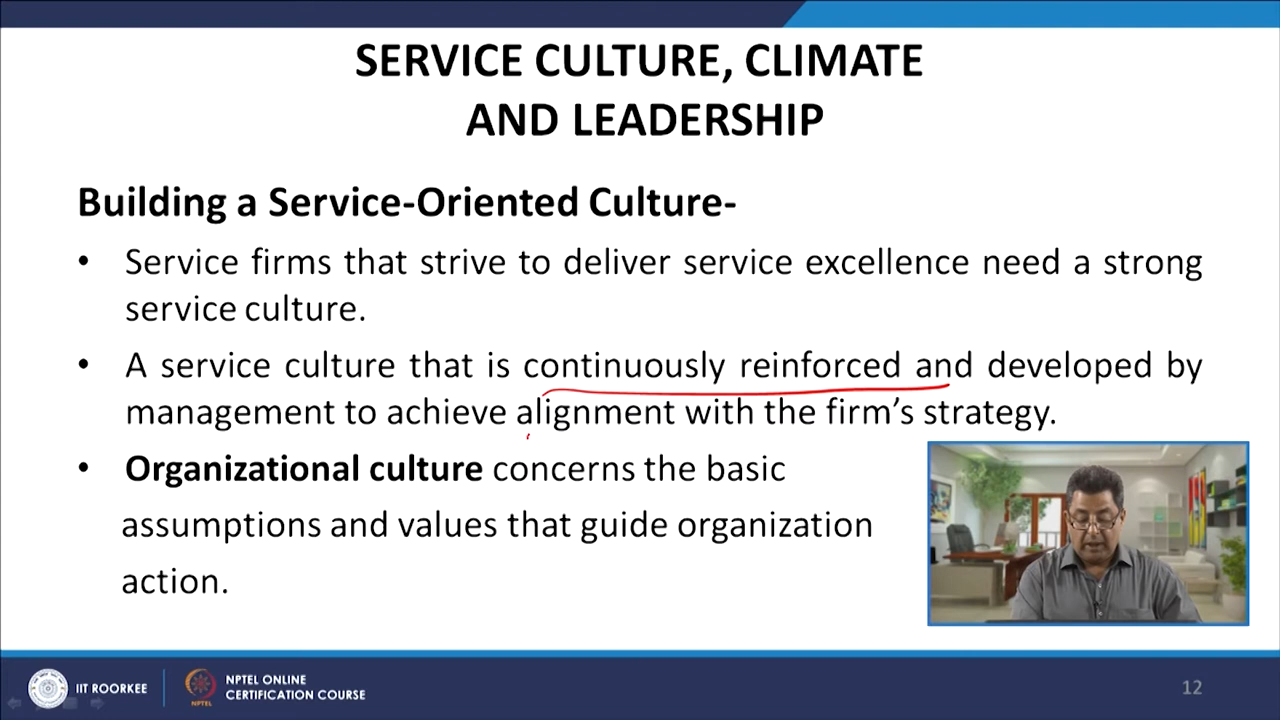 SERVICE CULTURE, CLIMATE
AND LEADERSHIP
Building a Service-Oriented Culture-
• Service firms that strive to deliver service excellence need a strong
service culture.
• A service culture that is continuously reinforced and developed by
management to achieve alignment with the firm’s strategy.
• Organizational culture concerns the basic
assumptions and values that guide organization
action.
IIT ROORKEE
NPTEL
NPTEL ONLINE
CERTIFICATION COURSE
12